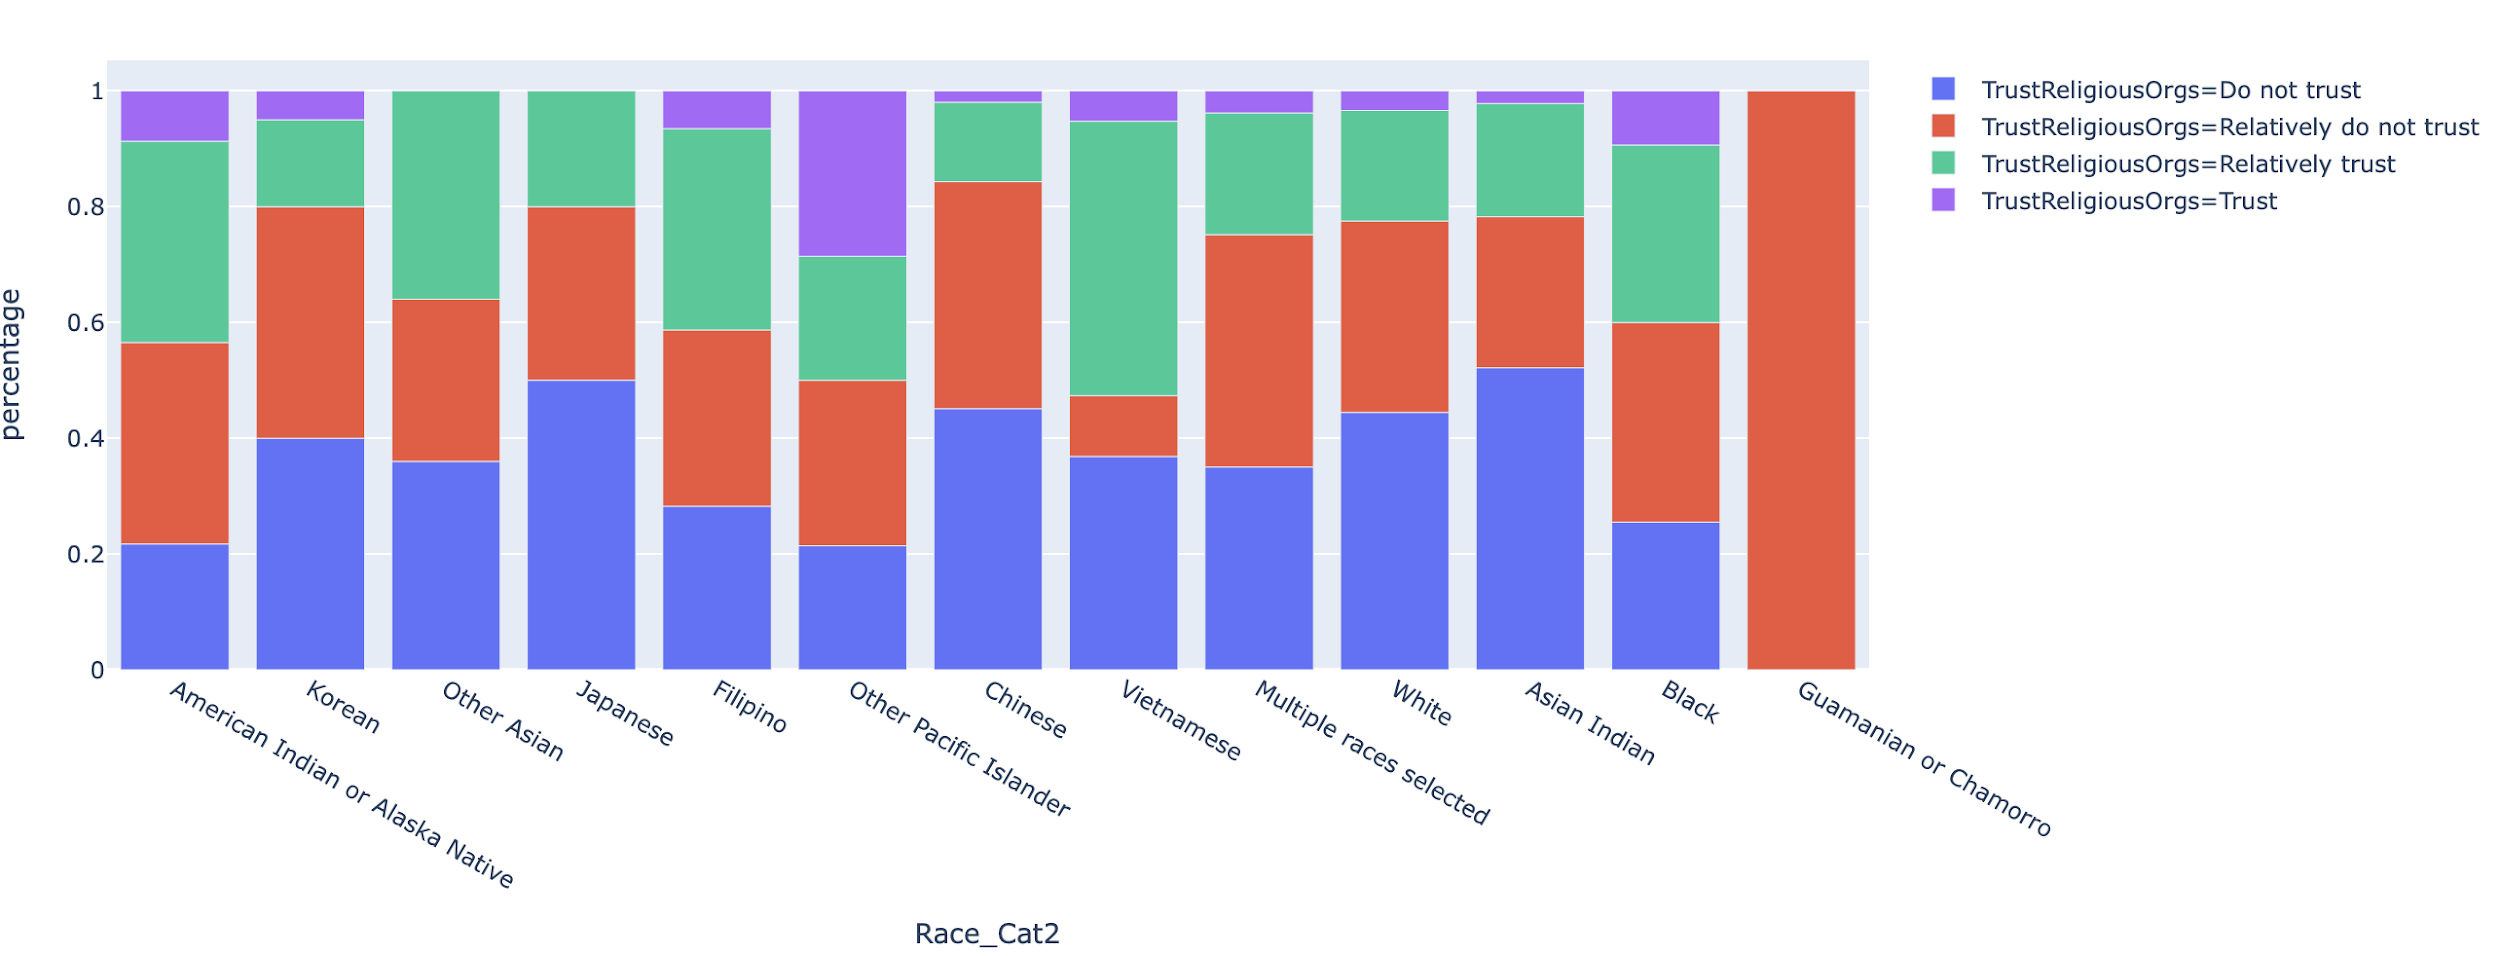 percentage
1
0.8
0.6
0.4
0.2
0
American Indian or Alaska Native
Korean
Other Asian
Japanese
Filipino
Other Pacific Islander
Chinese
Vietnamese
Multiple races selected
White
Asian Indian
Black
Guamanian or Chamorro
Race_Cat2
TrustReligiousOrgs=Do not trust
TrustReligiousOrgs=Relatively do not trust
TrustReligiousOrgs=Relatively trust
TrustReligiousOrgs=Trust